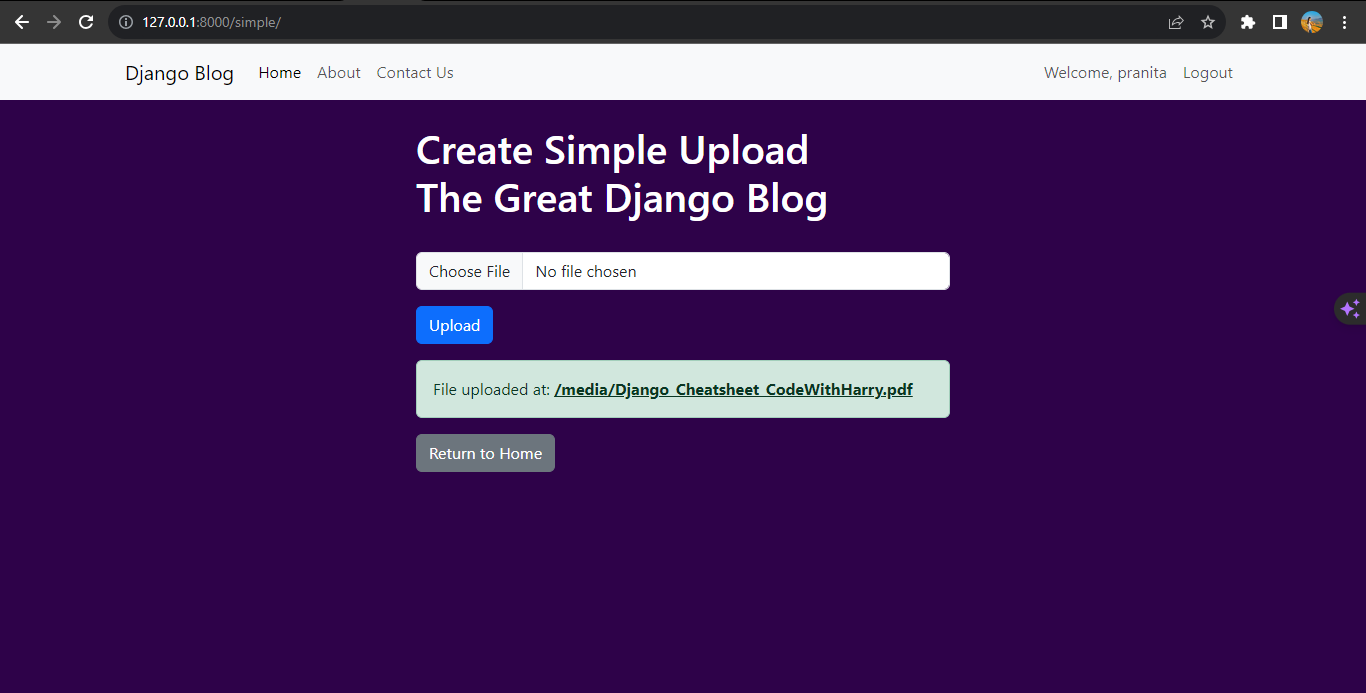 127.0.0.1:8000/simple/
Django Blog Home About Contact Us Welcome, pranita Logout
Create Simple Upload
The Great Django Blog
Choose File No file chosen
Upload
File uploaded at: /media/Django_Cheatsheet_CodeWithHarry.pdf
Return to Home